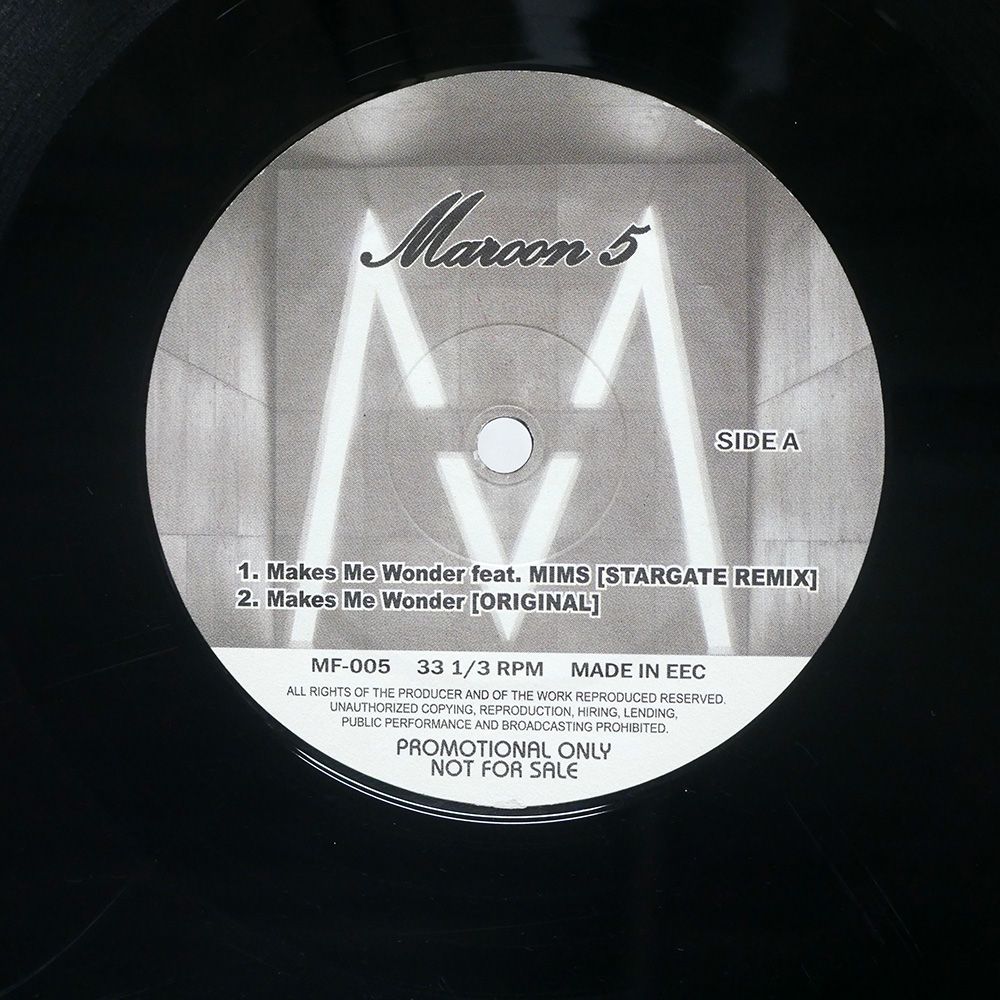 Maroon 5
SIDE A
1. Makes Me Wonder feat. MIMS [STARGATE REMIX]
2. Makes Me Wonder [ORIGINAL]
MF-005 33 1/3 RPM MADE IN EEC
ALL RIGHTS OF THE PRODUCER AND OF THE WORK REPRODUCED RESERVED.
UNAUTHORIZED COPYING, REPRODUCTION, HIRING, LENDING,
PUBLIC PERFORMANCE AND BROADCASTING PROHIBITED.
PROMOTIONAL ONLY
NOT FOR SALE